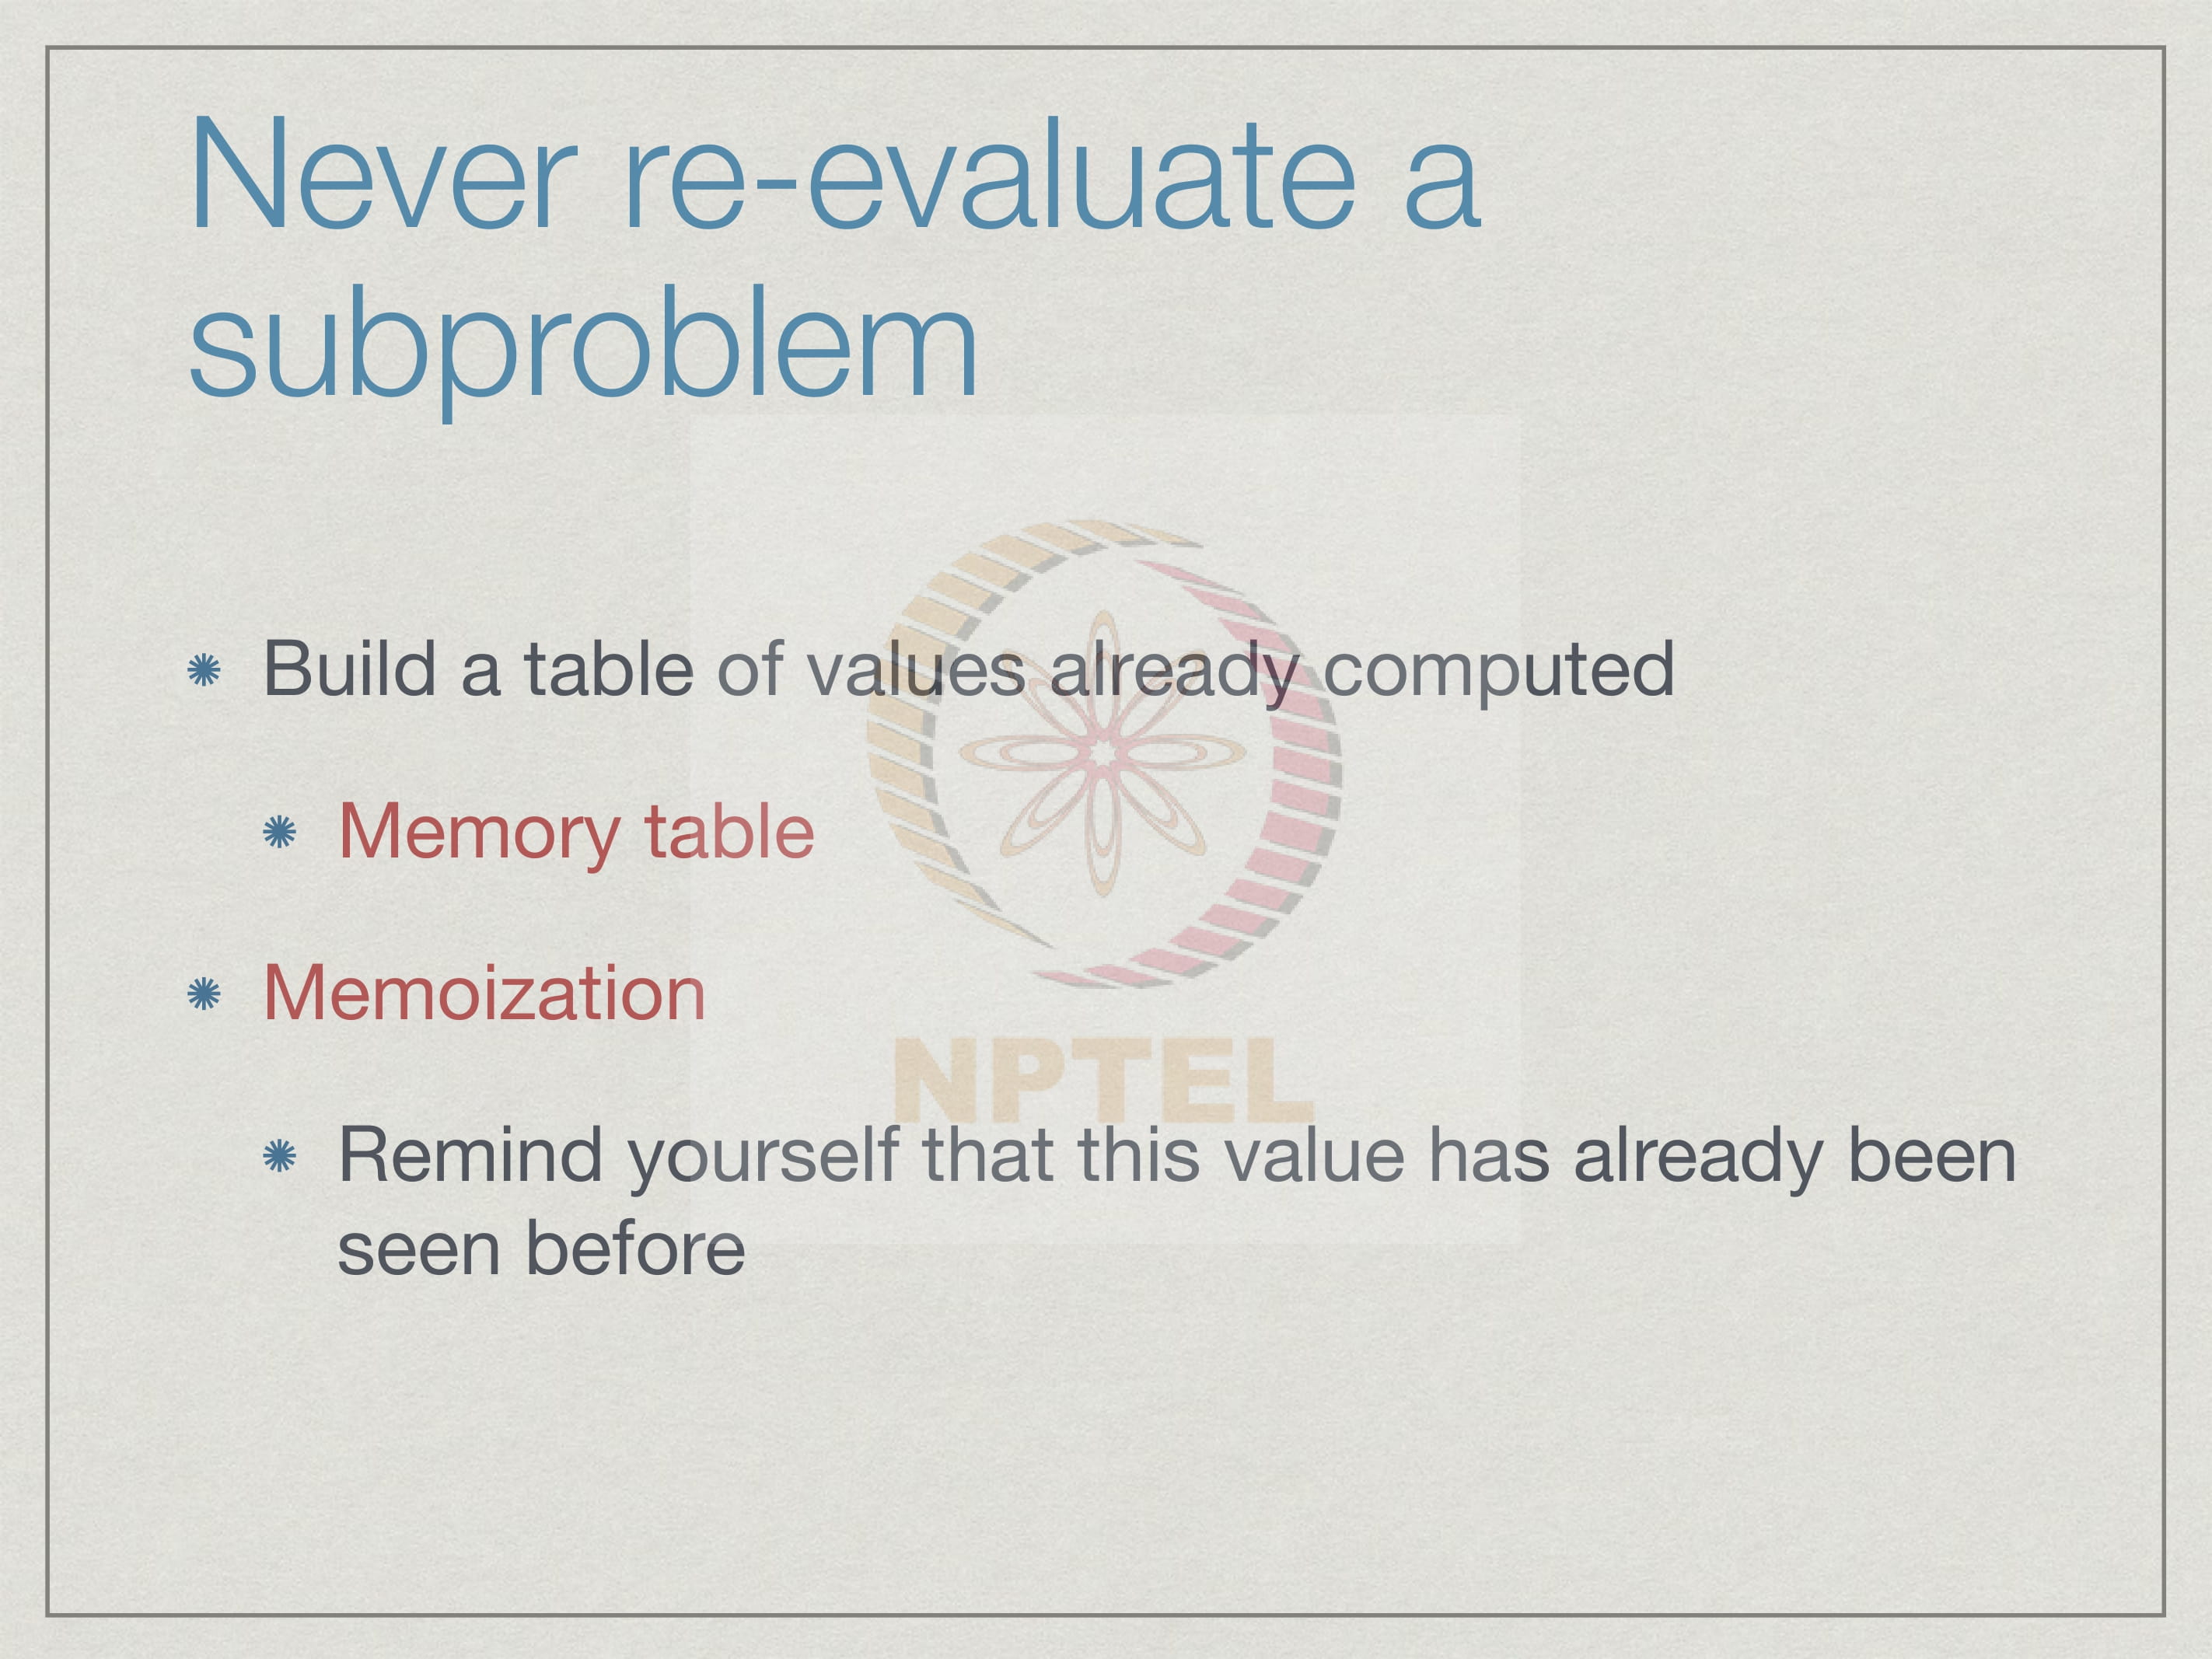 Never re-evaluate a
subproblem
Build a table of values already computed
Memory table
Memoization
NPTEL
Remind yourself that this value has already been
seen before